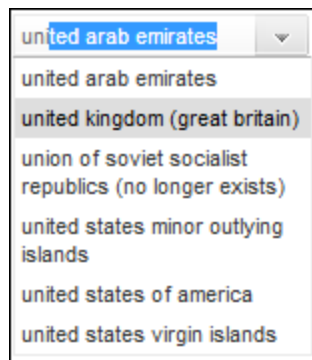 united arab emirates
united arab emirates
united kingdom (great britain)
union of soviet socialist
republics (no longer exists)
united states minor outlying
islands
united states of america
united states virgin islands